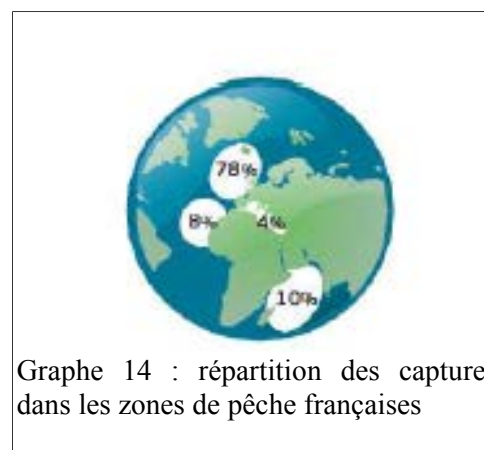 78%
8%
4%
10%
Graphe 14 : répartition des capture
dans les zones de pêche françaises